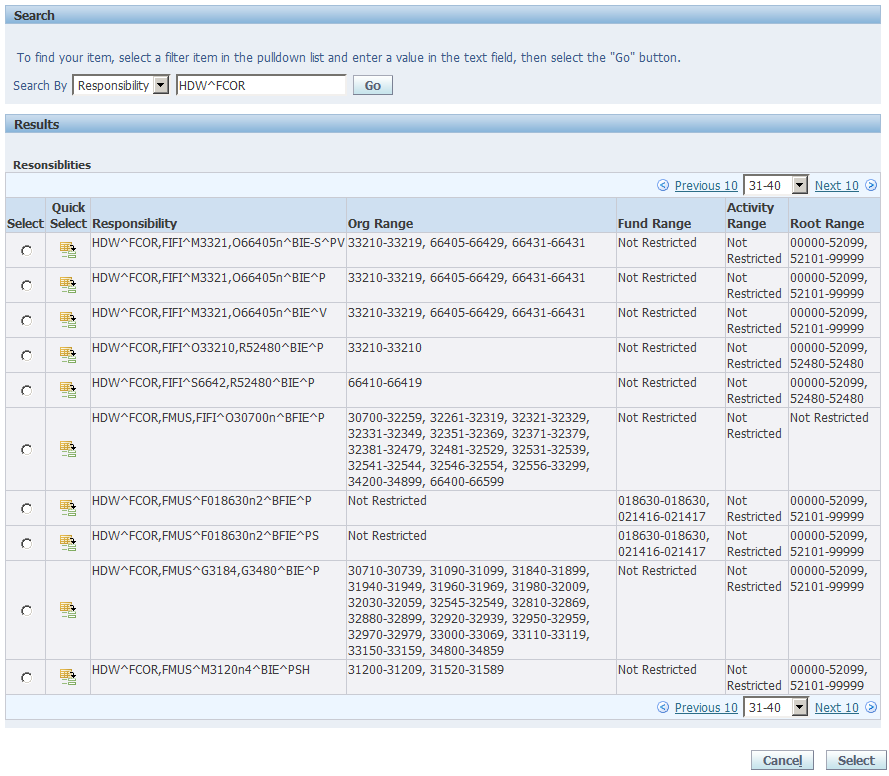 Search
To find your item, select a filter item in the pulldown list and enter a value in the text field, then select the "Go" button.
Search By Responsibility HDW^FCOR Go
Results
Resonsiblities
Previous 10 31-40 Next 10
Select Quick Select Responsibility Org Range Fund Range Activity Range Root Range
HDW^FCOR,FIFI^M3321,O66405n^BIE-S^PV 33210-33219, 66405-66429, 66431-66431 Not Restricted Not Restricted 00000-52099, 52101-99999
HDW^FCOR,FIFI^M3321,O66405n^BIE^P 33210-33219, 66405-66429, 66431-66431 Not Restricted Not Restricted 00000-52099, 52101-99999
HDW^FCOR,FIFI^M3321,O66405n^BIE^V 33210-33219, 66405-66429, 66431-66431 Not Restricted Not Restricted 00000-52099, 52101-99999
HDW^FCOR,FIFI^O33210,R52480^BIE^P 33210-33210 Not Restricted Not Restricted 00000-52099, 52480-52480
HDW^FCOR,FIFI^S6642,R52480^BIE^P 66410-66419 Not Restricted Not Restricted 00000-52099, 52480-52480
HDW^FCOR,FMUS,FIFI^O30700n^BFIE^P 30700-32259, 32261-32319, 32321-32329, Not Restricted Not Restricted Not Restricted
32331-32349, 32351-32369, 32371-32379,
32381-32479, 32481-32529, 32531-32539,
32541-32544, 32546-32554, 32556-33299,
34200-34899, 66400-66599
HDW^FCOR,FMUS^F018630n2^BFIE^P Not Restricted 018630-018630, 021416-021417 Not Restricted 00000-52099, 52101-99999
HDW^FCOR,FMUS^F018630n2^BFIE^PS Not Restricted 018630-018630, 021416-021417 Not Restricted 00000-52099, 52101-99999
HDW^FCOR,FMUS^G3184,G3480^BIE^P 30710-30739, 31090-31099, 31840-31899, Not Restricted Not Restricted 00000-52099, 52101-99999
31940-31949, 31960-31969, 31980-32009,
32030-32059, 32545-32549, 32810-32869,
32880-32899, 32920-32939, 32950-32959,
32970-32979, 33000-33069, 33110-33119,
33150-33159, 34800-34859
HDW^FCOR,FMUS^M3120n4^BIE^PSH 31200-31209, 31520-31589 Not Restricted Not Restricted 00000-52099, 52101-99999
Previous 10 31-40 Next 10
Cancel Select